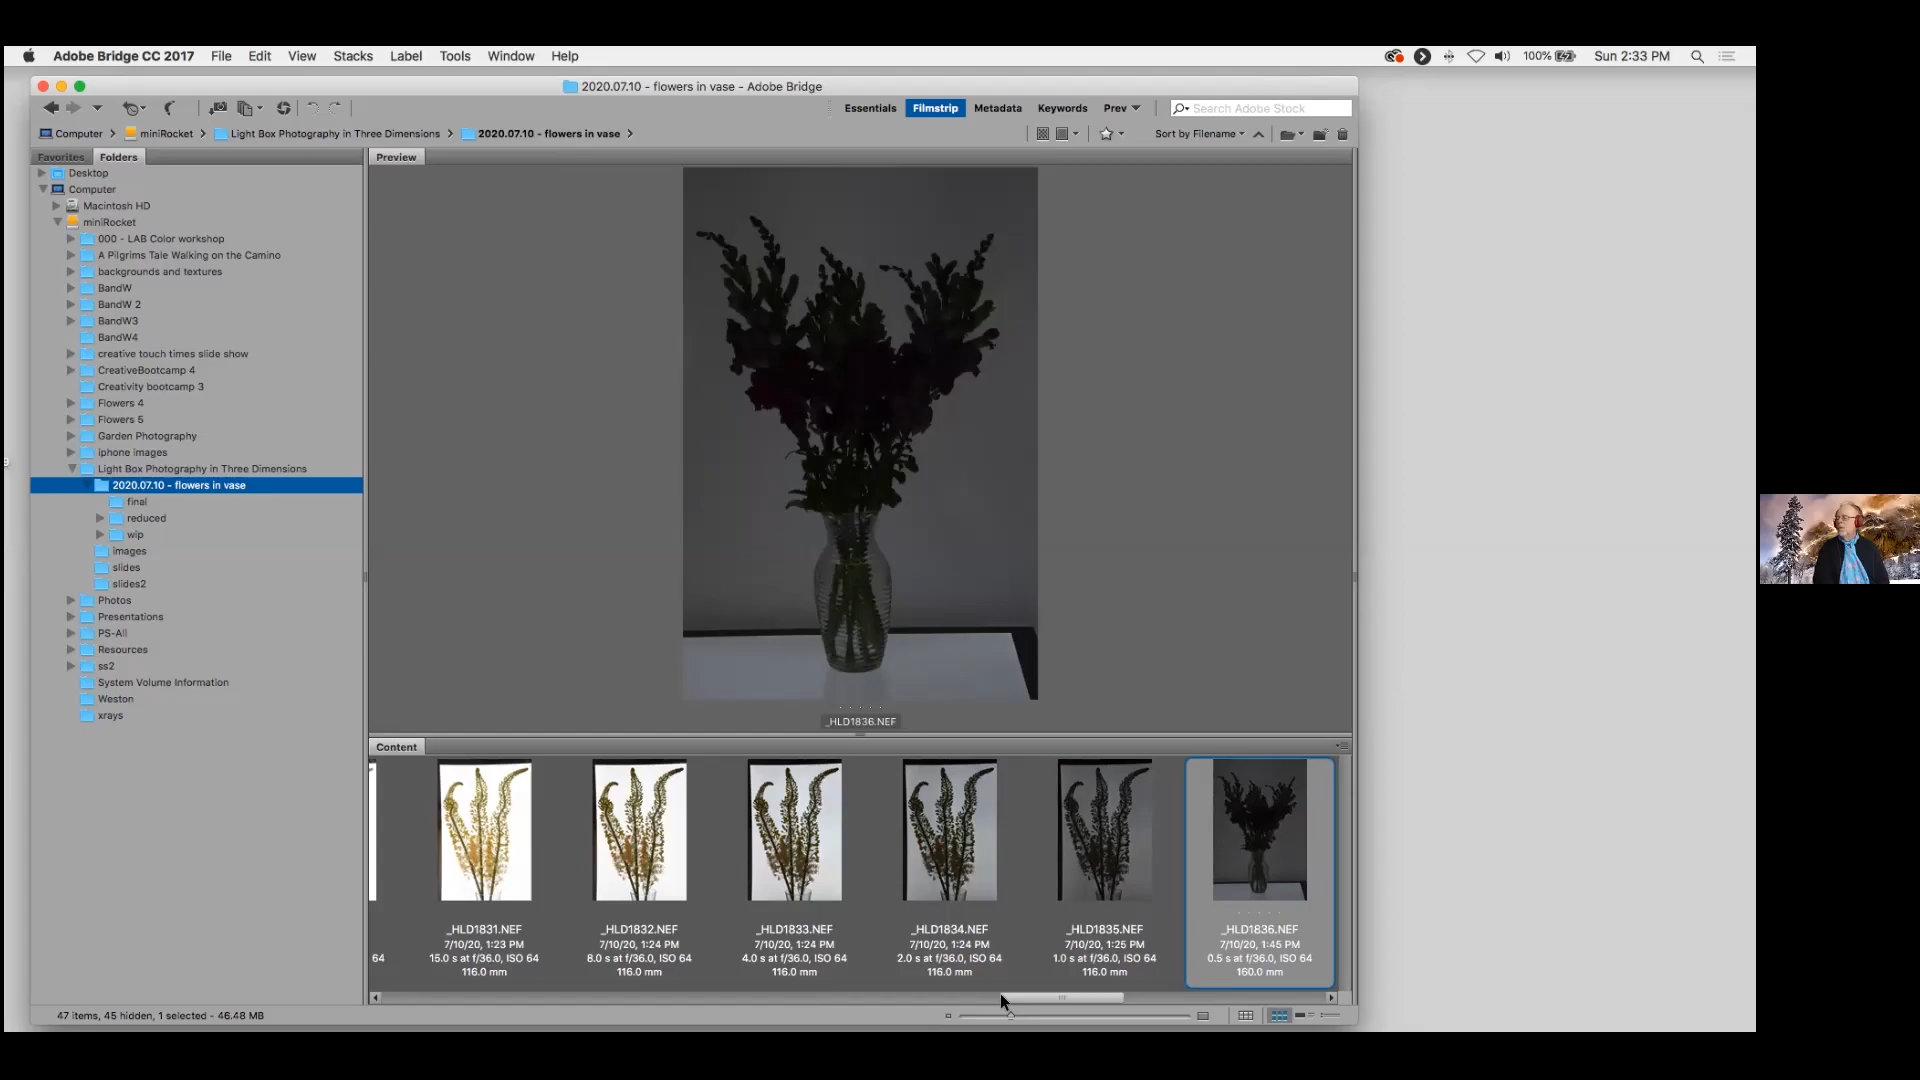 Adobe Bridge CC 2017 File Edit View Stacks Label Tools Window Help 100% Sun 2:33 PM
2020.07.10 - flowers in vase - Adobe Bridge
Essentials Filmstrip Metadata Keywords Prev Search Adobe Stock
Computer miniRocket Light Box Photography in Three Dimensions 2020.07.10 - flowers in vase Sort by Filename
Favorites Folders Preview
Desktop
Computer
Macintosh HD
miniRocket
000 - LAB Color workshop
A Pilgrims Tale Walking on the Camino
backgrounds and textures
BandW
BandW 2
BandW3
BandW4
creative touch times slide show
CreativeBootcamp 4
Creativity bootcamp 3
Flowers 4
Flowers 5
Garden Photography
iphone images
Light Box Photography in Three Dimensions
2020.07.10 - flowers in vase
final
reduced
wip
images
slides
slides2
Photos
Presentations
PS-All
Resources
ss2
System Volume Information
Weston
xrays
_HLD1836.NEF
Content
_HLD1831.NEF
7/10/20, 1:23 PM
15.0 s at f/36.0, ISO 64
116.0 mm
_HLD1832.NEF
7/10/20, 1:24 PM
8.0 s at f/36.0, ISO 64
116.0 mm
_HLD1833.NEF
7/10/20, 1:24 PM
4.0 s at f/36.0, ISO 64
116.0 mm
_HLD1834.NEF
7/10/20, 1:24 PM
2.0 s at f/36.0, ISO 64
116.0 mm
_HLD1835.NEF
7/10/20, 1:25 PM
1.0 s at f/36.0, ISO 64
116.0 mm
_HLD1836.NEF
7/10/20, 1:45 PM
0.5 s at f/36.0, ISO 64
160.0 mm
64
47 items, 45 hidden, 1 selected - 46.48 MB